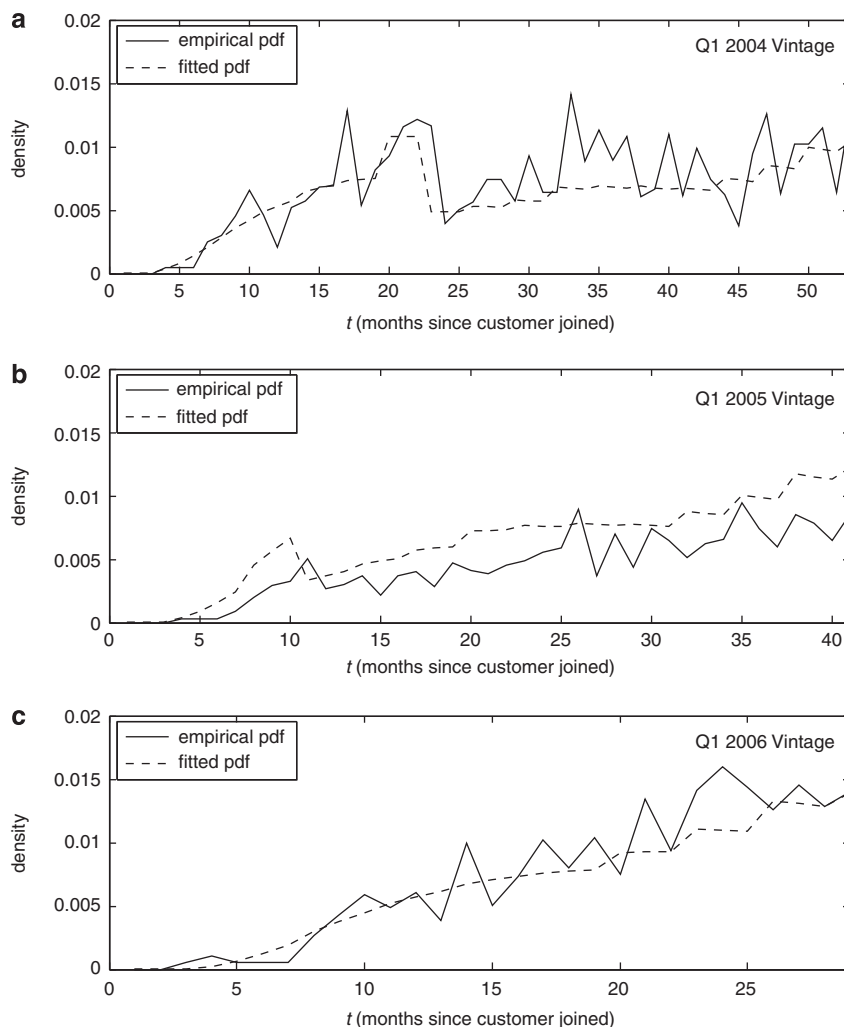 a
0.02
empirical pdf
fitted pdf
Q1 2004 Vintage
0.015
density
0.01
0.005
0
0 5 10 15 20 25 30 35 40 45 50
t (months since customer joined)
b
0.02
empirical pdf
fitted pdf
Q1 2005 Vintage
0.015
density
0.01
0.005
0
0 5 10 15 20 25 30 35 40
t (months since customer joined)
c
0.02
empirical pdf
fitted pdf
Q1 2006 Vintage
0.015
density
0.01
0.005
0
0 5 10 15 20 25
t (months since customer joined)